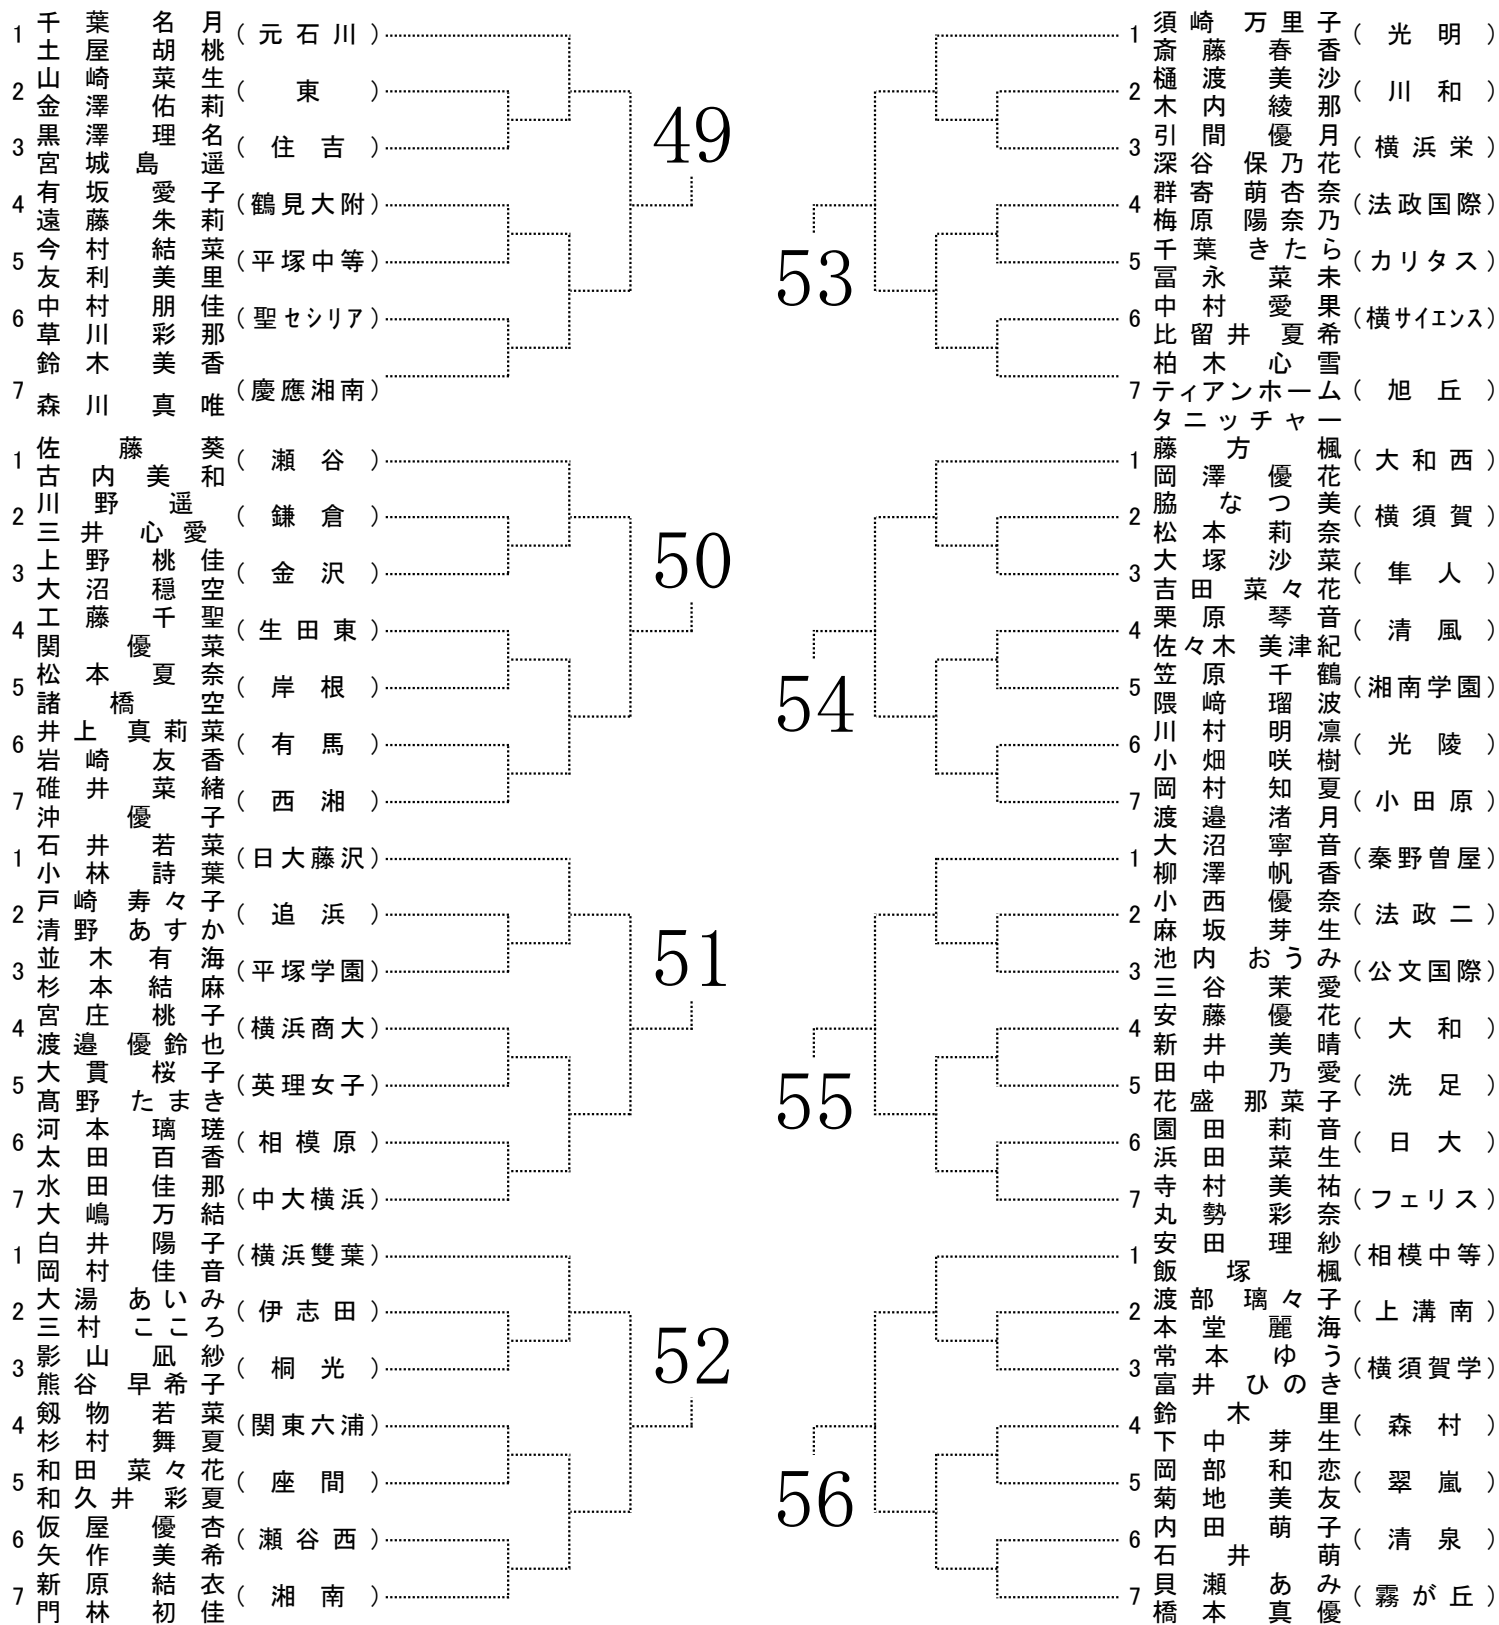 49
1 千葉名月 土屋胡桃 (元石川)
2 山崎菜生 金澤佑莉 (東)
3 黒澤理名 宮城島遥 (住吉)
4 有坂愛子 遠藤朱莉 (鶴見大附)
5 今村結菜 友利美里 (平塚中等)
6 中村朋佳 草川彩那 (聖セシリア)
7 鈴木美香 森川真唯 (慶應湘南)
50
1 佐藤葵 古内美和 (瀬谷)
2 川野遥 三井心愛 (鎌倉)
3 上野桃佳 大沼穏空 (金沢)
4 工藤千聖 関優菜 (生田東)
5 松本夏奈 諸橋空 (岸根)
6 井上真莉菜 岩崎友香 (有馬)
7 碓井菜緒 沖優子 (西湘)
51
1 石井若菜 小林詩葉 (日大藤沢)
2 戸崎寿々子 清野あすか (追浜)
3 並木有海 杉本結麻 (平塚学園)
4 宮庄桃子 渡邉優鈴也 (横浜商大)
5 大貫桜子 髙野たまき (英理女子)
6 河本璃瑳 太田百香 (相模原)
7 水田佳那 大嶋万結 (中大横浜)
52
1 白井陽子 岡村佳音 (横浜雙葉)
2 大湯あいみ 三村こころ (伊志田)
3 影山凪紗 熊谷早希子 (桐光)
4 剱物若菜 杉村舞夏 (関東六浦)
5 和田菜々花 和久井彩夏 (座間)
6 仮屋優杏 矢作美希 (瀬谷西)
7 新原結衣 門林初佳 (湘南)
53
1 須崎万里子 斎藤春香 (光明)
2 樋渡美沙 木内綾那 (川和)
3 引間優月 深谷保乃花 (横浜栄)
4 群寄萌杏奈 梅原陽奈乃 (法政国際)
5 千葉きたら 冨永菜未 (カリタス)
6 中村愛果 比留井夏希 (横サイエンス)
7 柏木心雪 ティアンホーム タニッチャー (旭丘)
54
1 藤方楓 岡澤優花 (大和西)
2 脇なつ美 松本莉奈 (横須賀)
3 大塚沙菜 吉田菜々花 (隼人)
4 栗原琴音 佐々木美津紀 (清風)
5 笠原千鶴 隈﨑瑠波 (湘南学園)
6 川村明凛 小畑咲樹 (光陵)
7 岡村知夏 渡邉渚月 (小田原)
55
1 大沼寧音 柳澤帆香 (秦野曽屋)
2 小西優奈 麻坂芽生 (法政二)
3 池内おうみ 三谷茉愛 (公文国際)
4 安藤優花 新井美晴 (大和)
5 田中乃愛 花盛那菜子 (洗足)
6 園田莉音 浜田菜生 (日大)
7 寺村美祐 丸勢彩奈 (フェリス)
56
1 安田理紗 飯塚楓 (相模中等)
2 渡部璃々子 本堂麗海 (上溝南)
3 常本ゆう 富井ひのき (横須賀学)
4 鈴木里 下中芽生 (森村)
5 岡部和恋 菊地美友 (翠嵐)
6 内田萌子 石井萌 (清泉)
7 貝瀬あみ 橋本真優 (霧が丘)